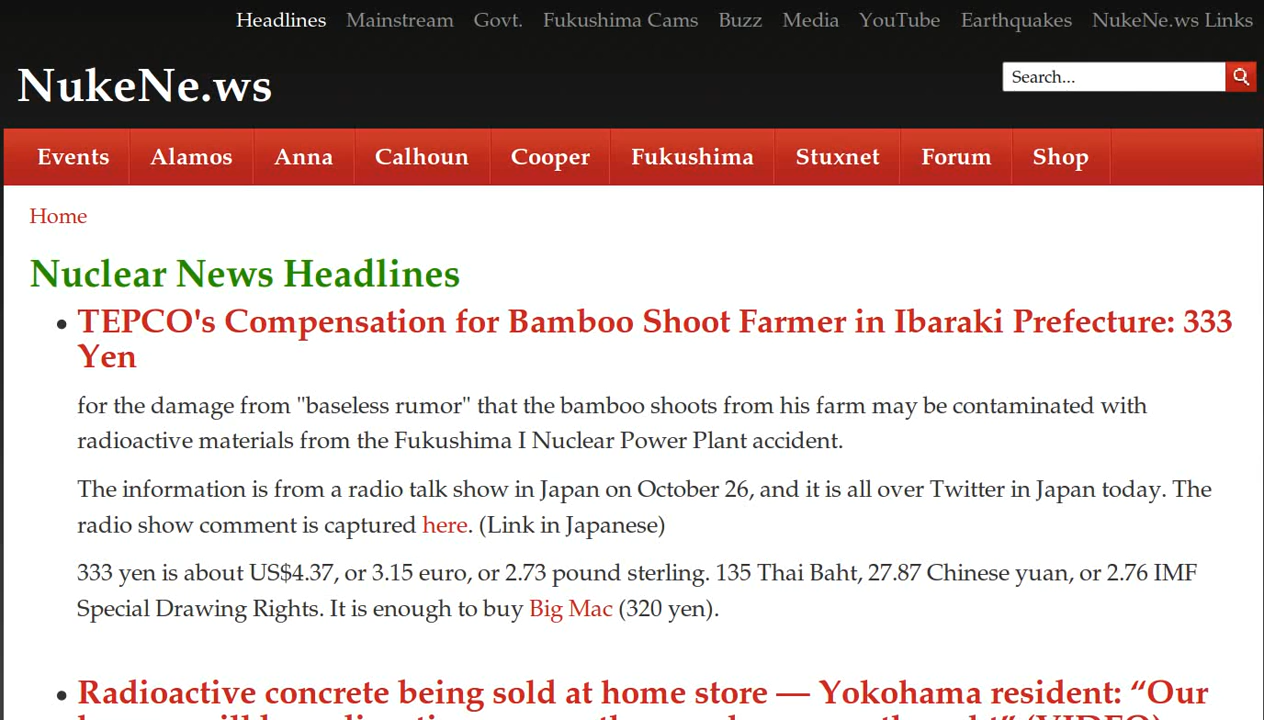 Headlines Mainstream Govt. Fukushima Cams Buzz Media YouTube Earthquakes NukeNe.ws Links
NukeNe.ws
Search...
Events Alamos Anna Calhoun Cooper Fukushima Stuxnet Forum Shop
Home
Nuclear News Headlines
• TEPCO's Compensation for Bamboo Shoot Farmer in Ibaraki Prefecture: 333
Yen
for the damage from "baseless rumor" that the bamboo shoots from his farm may be contaminated with
radioactive materials from the Fukushima I Nuclear Power Plant accident.
The information is from a radio talk show in Japan on October 26, and it is all over Twitter in Japan today. The
radio show comment is captured here. (Link in Japanese)
333 yen is about US$4.37, or 3.15 euro, or 2.73 pound sterling. 135 Thai Baht, 27.87 Chinese yuan, or 2.76 IMF
Special Drawing Rights. It is enough to buy Big Mac (320 yen).
• Radioactive concrete being sold at home store — Yokohama resident: “Our